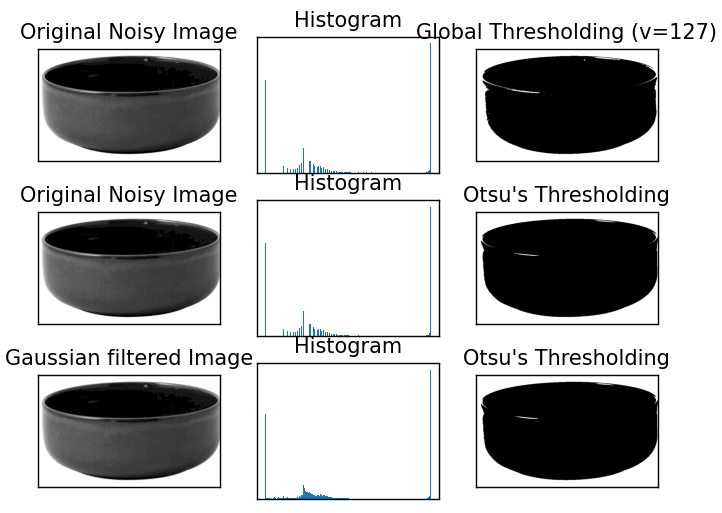 Original Noisy Image
Histogram
Global Thresholding (v=127)
Original Noisy Image
Histogram
Otsu's Thresholding
Gaussian filtered Image
Histogram
Otsu's Thresholding